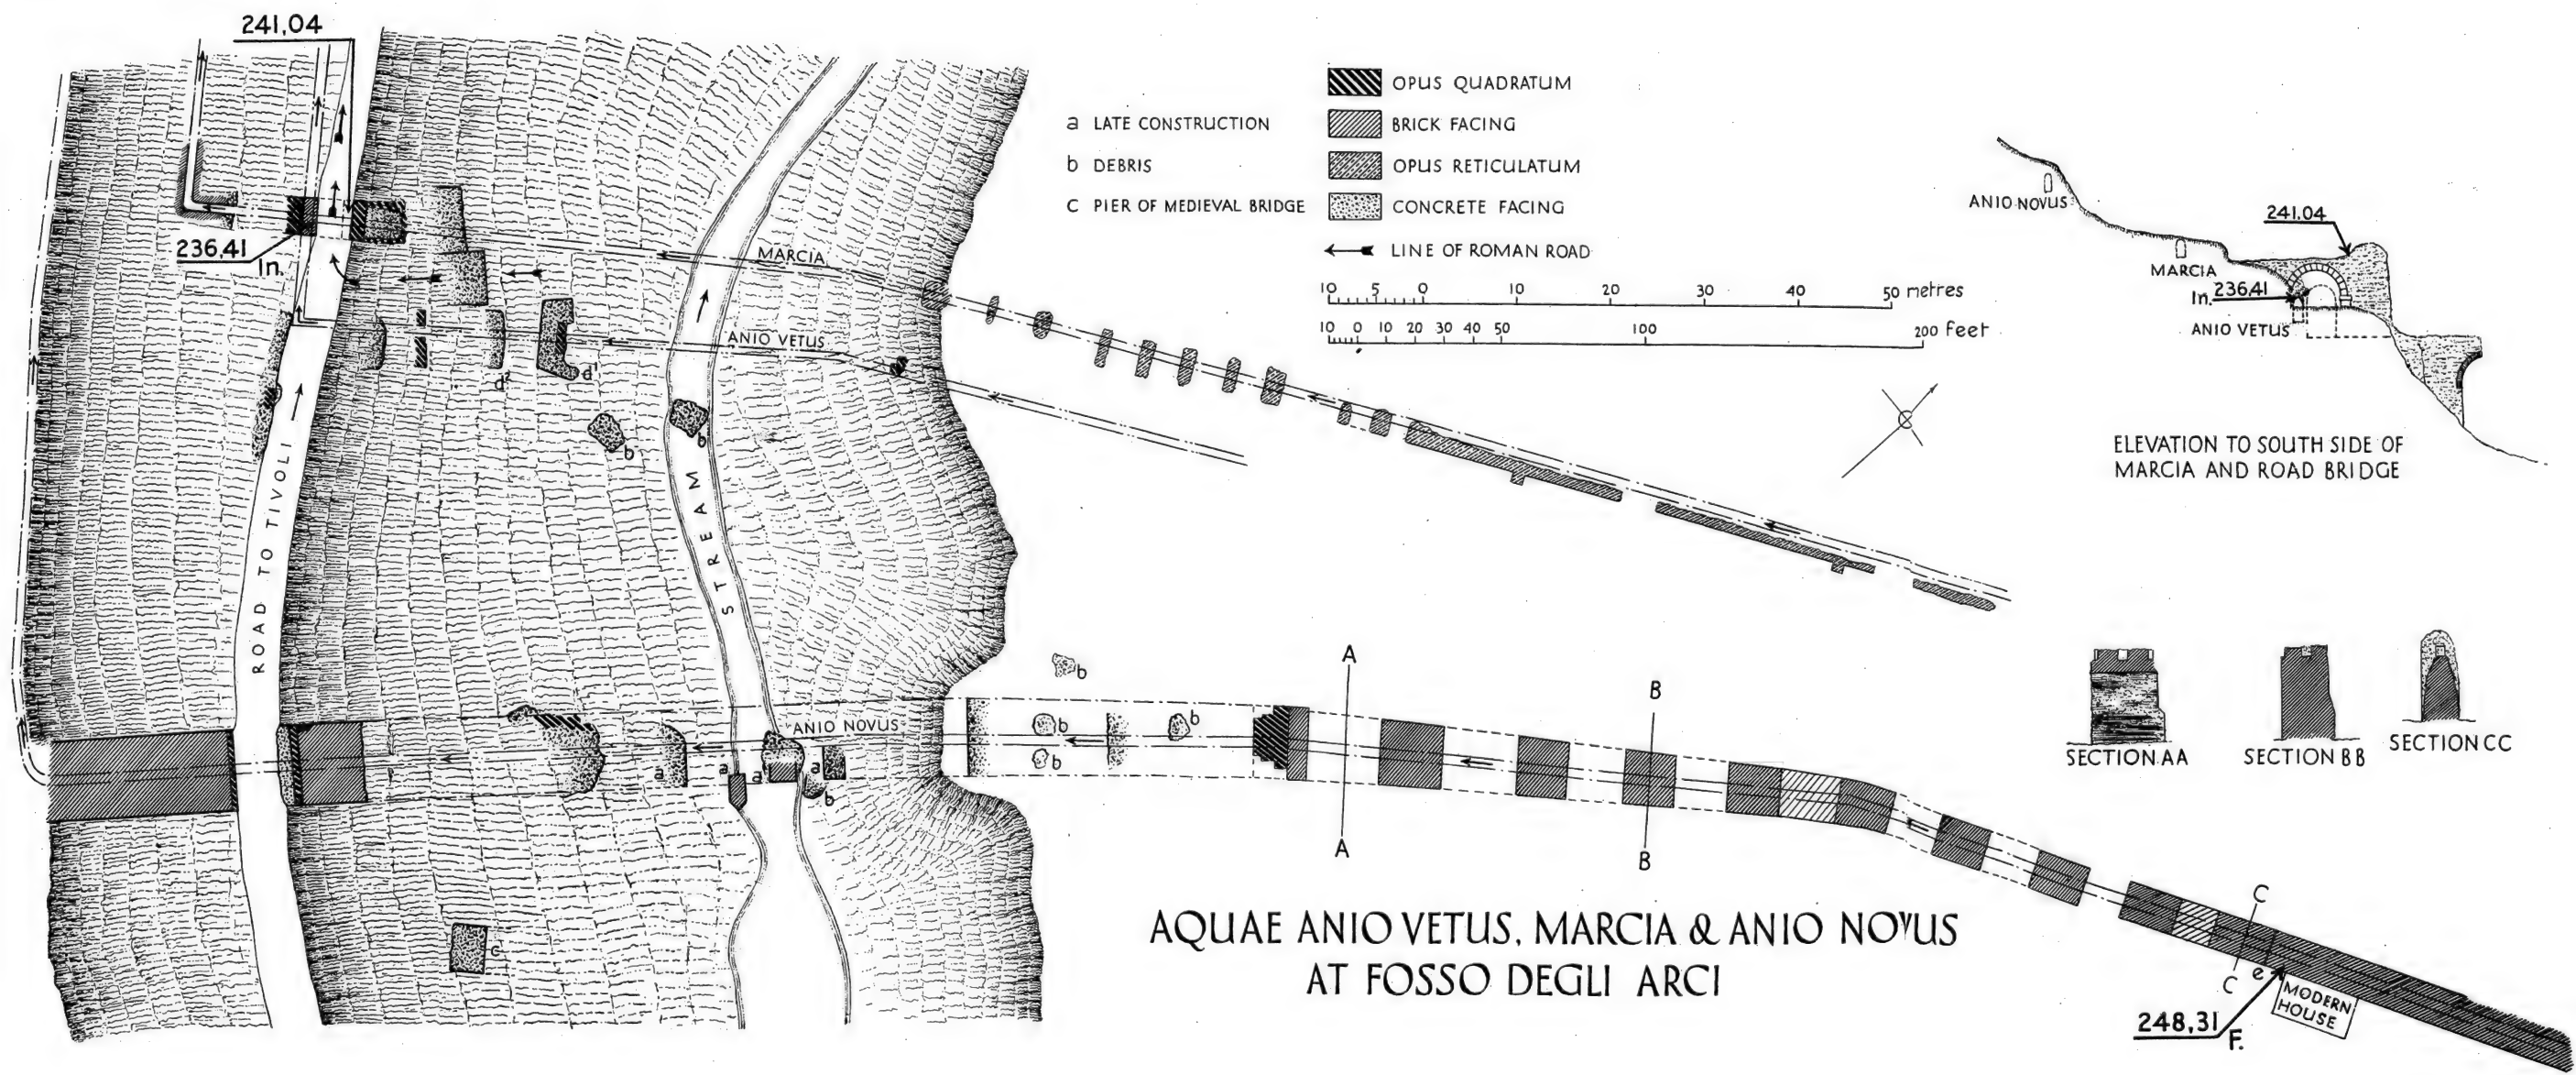 241,04
236,41
In.
MARCIA
ANIO VETUS
d²
d¹
b
b
ROAD TO TIVOLI
STREAM
ANIO NOVUS
a
a
a
a
b
c
b
b
b
b
a LATE CONSTRUCTION
b DEBRIS
c PIER OF MEDIEVAL BRIDGE
OPUS QUADRATUM
BRICK FACING
OPUS RETICULATUM
CONCRETE FACING
LINE OF ROMAN ROAD
10 5 0 10 20 30 40 50 metres
10 0 10 20 30 40 50 100 200 feet
ANIO NOVUS
MARCIA
241.04
In. 236,41
ANIO VETUS
ELEVATION TO SOUTH SIDE OF
MARCIA AND ROAD BRIDGE
A
A
B
B
C
C
e
MODERN
HOUSE
248,31
F.
SECTION AA
SECTION BB
SECTION CC
AQUAE ANIO VETUS, MARCIA & ANIO NOVUS
AT FOSSO DEGLI ARCI